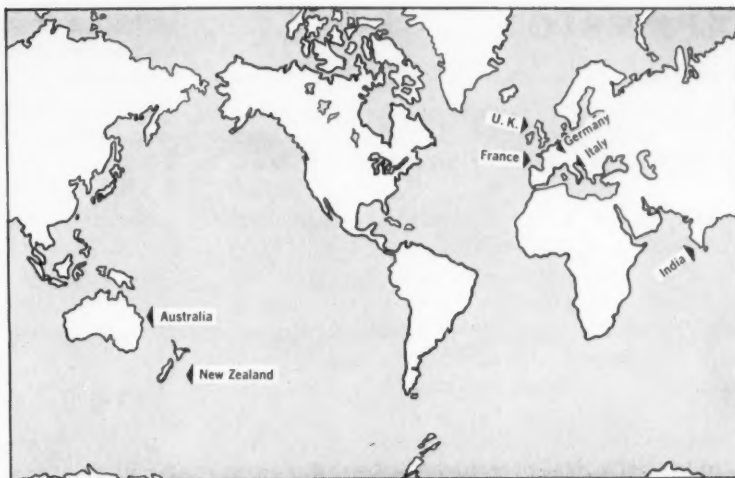 U. K.
Germany
France
Italy
India
Australia
New Zealand